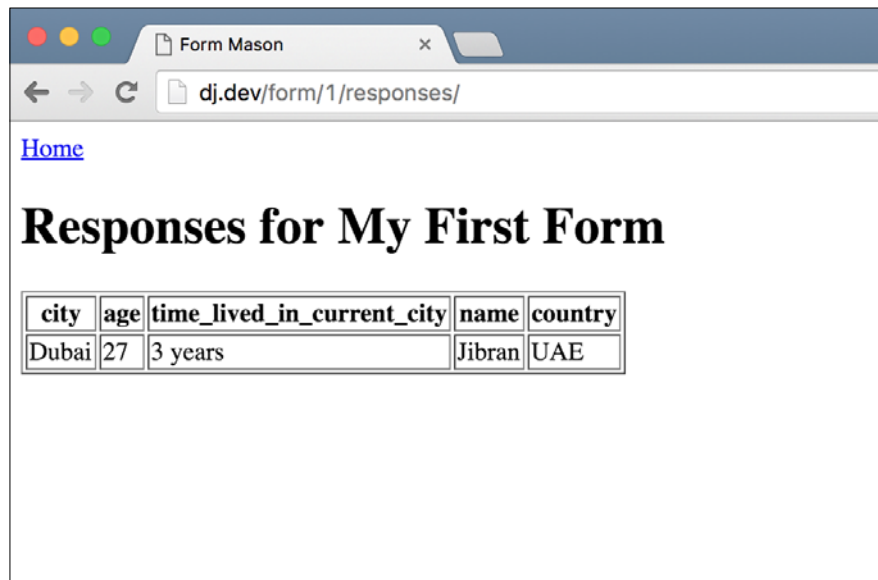 Form Mason
dj.dev/form/1/responses/
Home
Responses for My First Form
city age time_lived_in_current_city name country
Dubai 27 3 years Jibran UAE